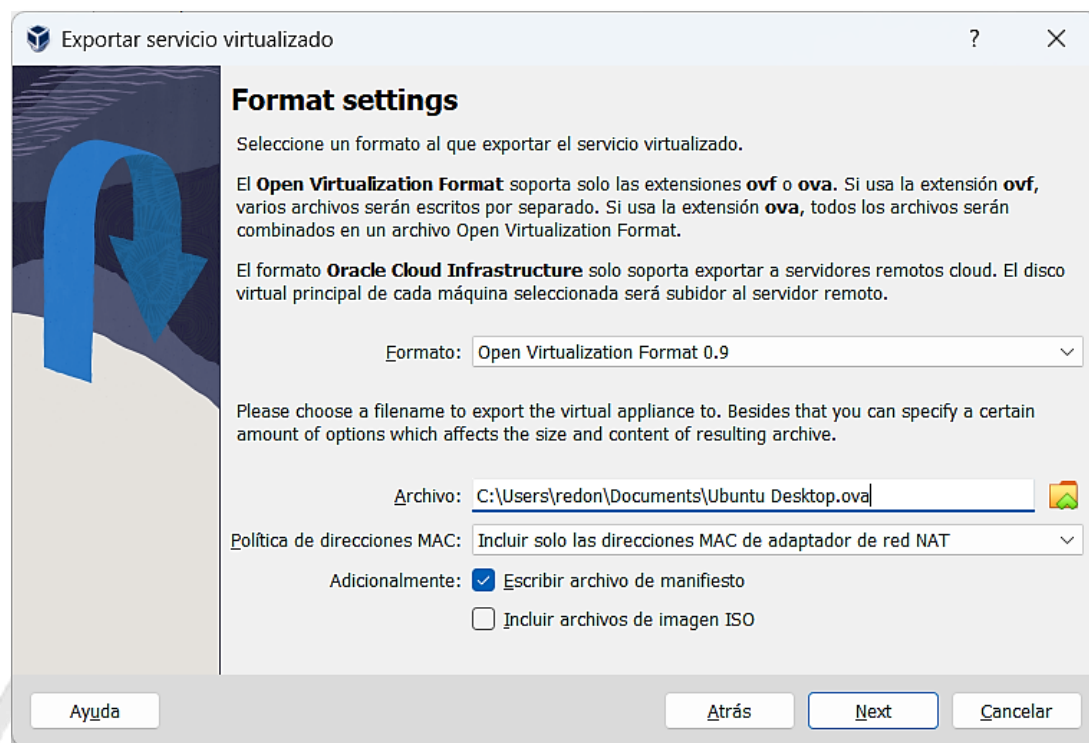 Exportar servicio virtualizado
?
Format settings
Seleccione un formato al que exportar el servicio virtualizado.
El Open Virtualization Format soporta solo las extensiones ovf o ova. Si usa la extensión ovf,
varios archivos serán escritos por separado. Si usa la extensión ova, todos los archivos serán
combinados en un archivo Open Virtualization Format.
El formato Oracle Cloud Infrastructure solo soporta exportar a servidores remotos cloud. El disco
virtual principal de cada máquina seleccionada será subidor al servidor remoto.
Formato: Open Virtualization Format 0.9
Please choose a filename to export the virtual appliance to. Besides that you can specify a certain
amount of options which affects the size and content of resulting archive.
Archivo: C:\Users\redon\Documents\Ubuntu Desktop.ova
Política de direcciones MAC: Incluir solo las direcciones MAC de adaptador de red NAT
Adicionalmente: Escribir archivo de manifiesto
Incluir archivos de imagen ISO
Ayuda Atrás Next Cancelar